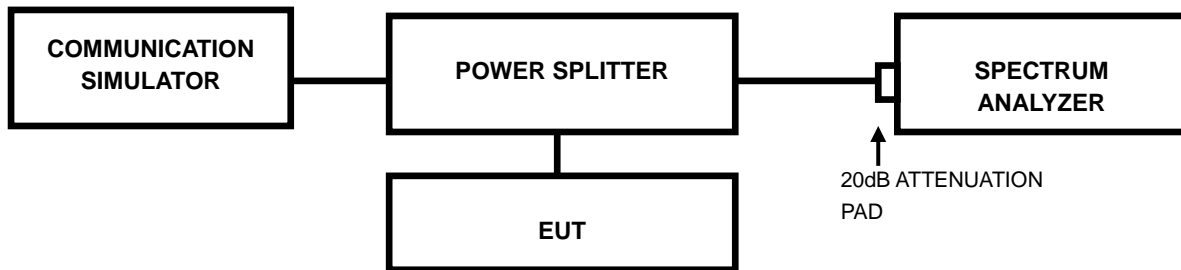 COMMUNICATION
SIMULATOR
POWER SPLITTER
SPECTRUM
ANALYZER
20dB ATTENUATION
PAD
EUT